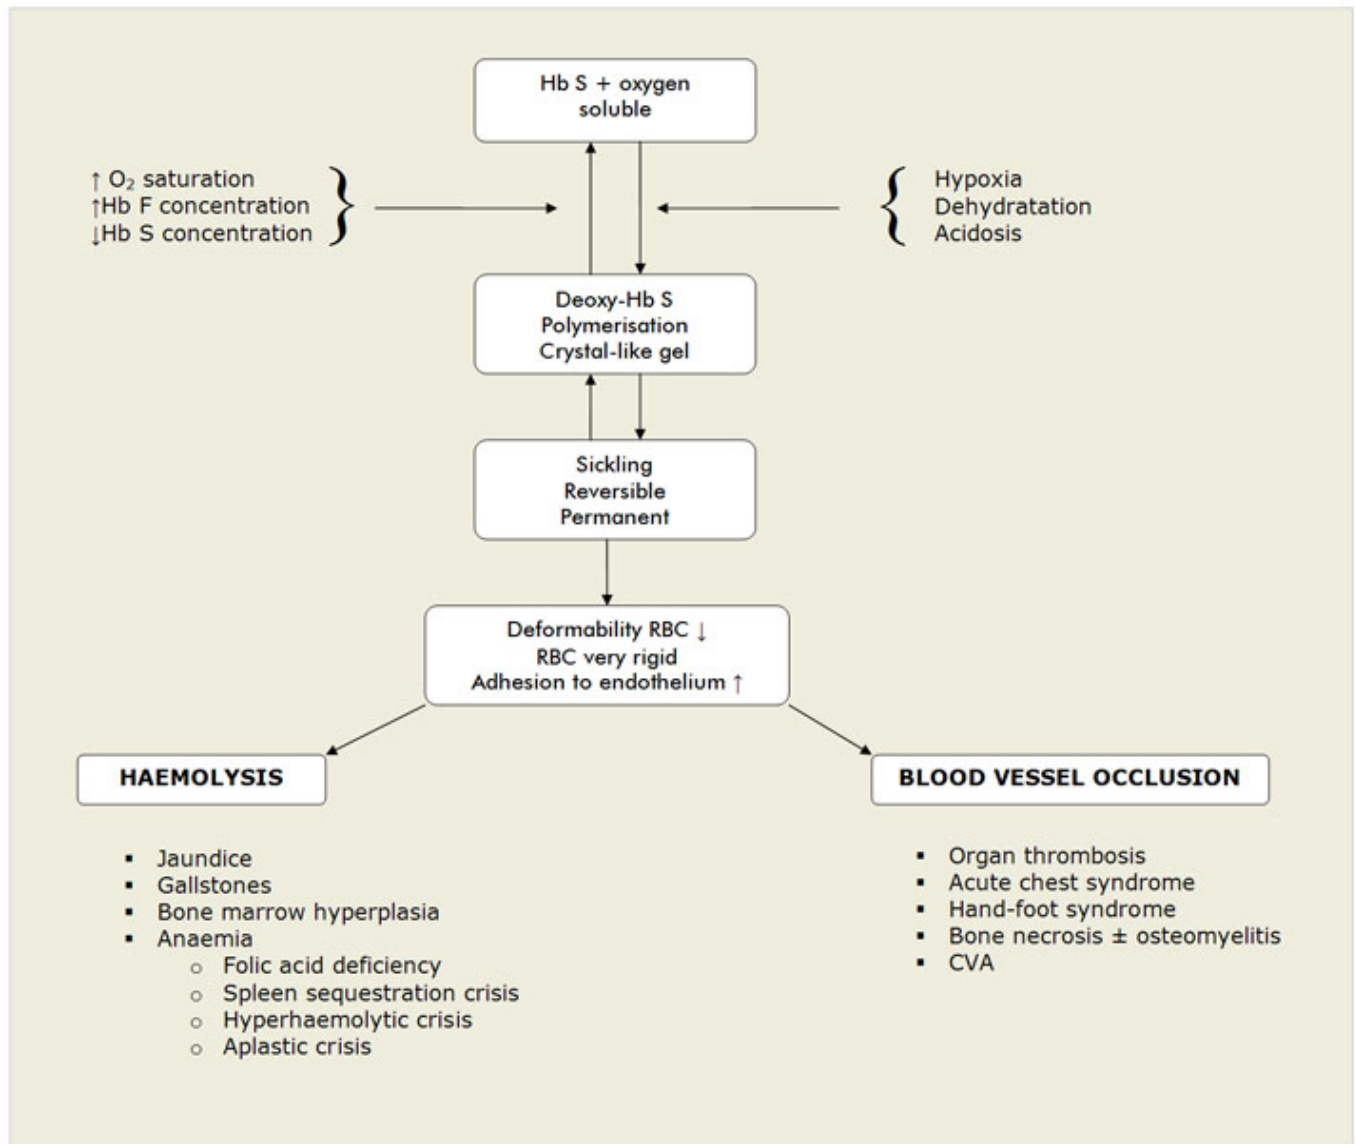 Hb S + oxygen
soluble
↑ O₂ saturation
↑Hb F concentration
↓Hb S concentration
Hypoxia
Dehydratation
Acidosis
Deoxy-Hb S
Polymerisation
Crystal-like gel
Sickling
Reversible
Permanent
Deformability RBC ↓
RBC very rigid
Adhesion to endothelium ↑
HAEMOLYSIS
▪ Jaundice
▪ Gallstones
▪ Bone marrow hyperplasia
▪ Anaemia
o Folic acid deficiency
o Spleen sequestration crisis
o Hyperhaemolytic crisis
o Aplastic crisis
BLOOD VESSEL OCCLUSION
▪ Organ thrombosis
▪ Acute chest syndrome
▪ Hand-foot syndrome
▪ Bone necrosis ± osteomyelitis
▪ CVA